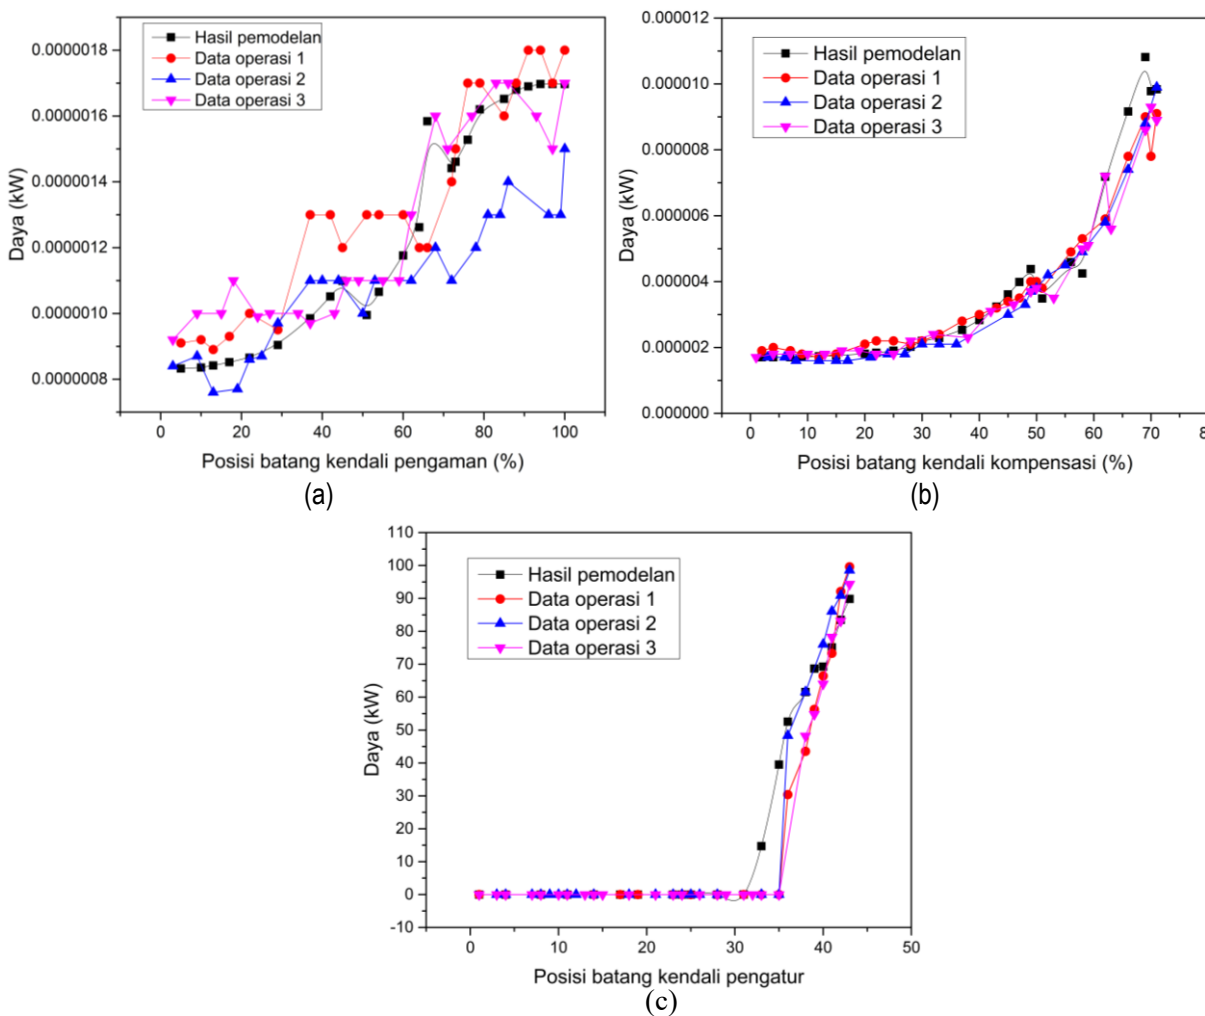 Hasil pemodelan
Data operasi 1
Data operasi 2
Data operasi 3
0.0000018
0.0000016
0.0000014
0.0000012
0.0000010
0.0000008
Daya (kW)
0 20 40 60 80 100
Posisi batang kendali pengaman (%)
(a)
Hasil pemodelan
Data operasi 1
Data operasi 2
Data operasi 3
0.000012
0.000010
0.000008
0.000006
0.000004
0.000002
0.000000
Daya (kW)
0 10 20 30 40 50 60 70 8
Posisi batang kendali kompensasi (%)
(b)
Hasil pemodelan
Data operasi 1
Data operasi 2
Data operasi 3
110
100
90
80
70
60
50
40
30
20
10
0
-10
Daya (kW)
0 10 20 30 40 50
Posisi batang kendali pengatur
(c)